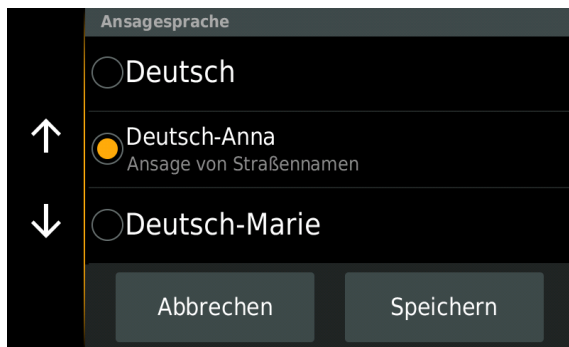 Ansagesprache
Deutsch
Deutsch-Anna
Ansage von Straßennamen
Deutsch-Marie
Abbrechen
Speichern